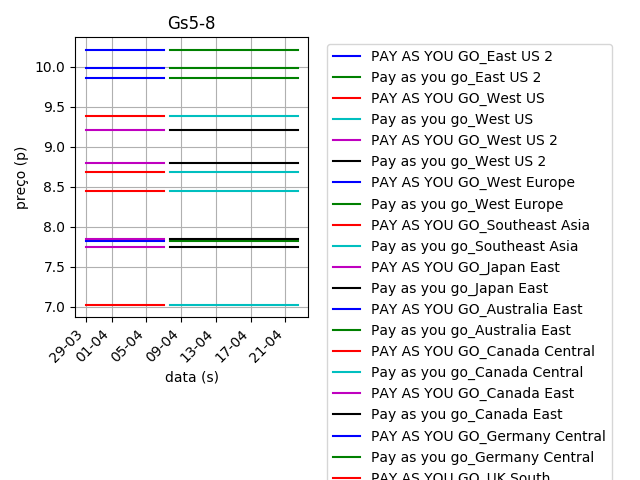 Gs5-8
10.0
9.5
9.0
8.5
8.0
7.5
7.0
preço (p)
29-03
01-04
05-04
09-04
13-04
17-04
21-04
data (s)
PAY AS YOU GO_East US 2
Pay as you go_East US 2
PAY AS YOU GO_West US
Pay as you go_West US
PAY AS YOU GO_West US 2
Pay as you go_West US 2
PAY AS YOU GO_West Europe
Pay as you go_West Europe
PAY AS YOU GO_Southeast Asia
Pay as you go_Southeast Asia
PAY AS YOU GO_Japan East
Pay as you go_Japan East
PAY AS YOU GO_Australia East
Pay as you go_Australia East
PAY AS YOU GO_Canada Central
Pay as you go_Canada Central
PAY AS YOU GO_Canada East
Pay as you go_Canada East
PAY AS YOU GO_Germany Central
Pay as you go_Germany Central
PAY AS YOU GO_UK South